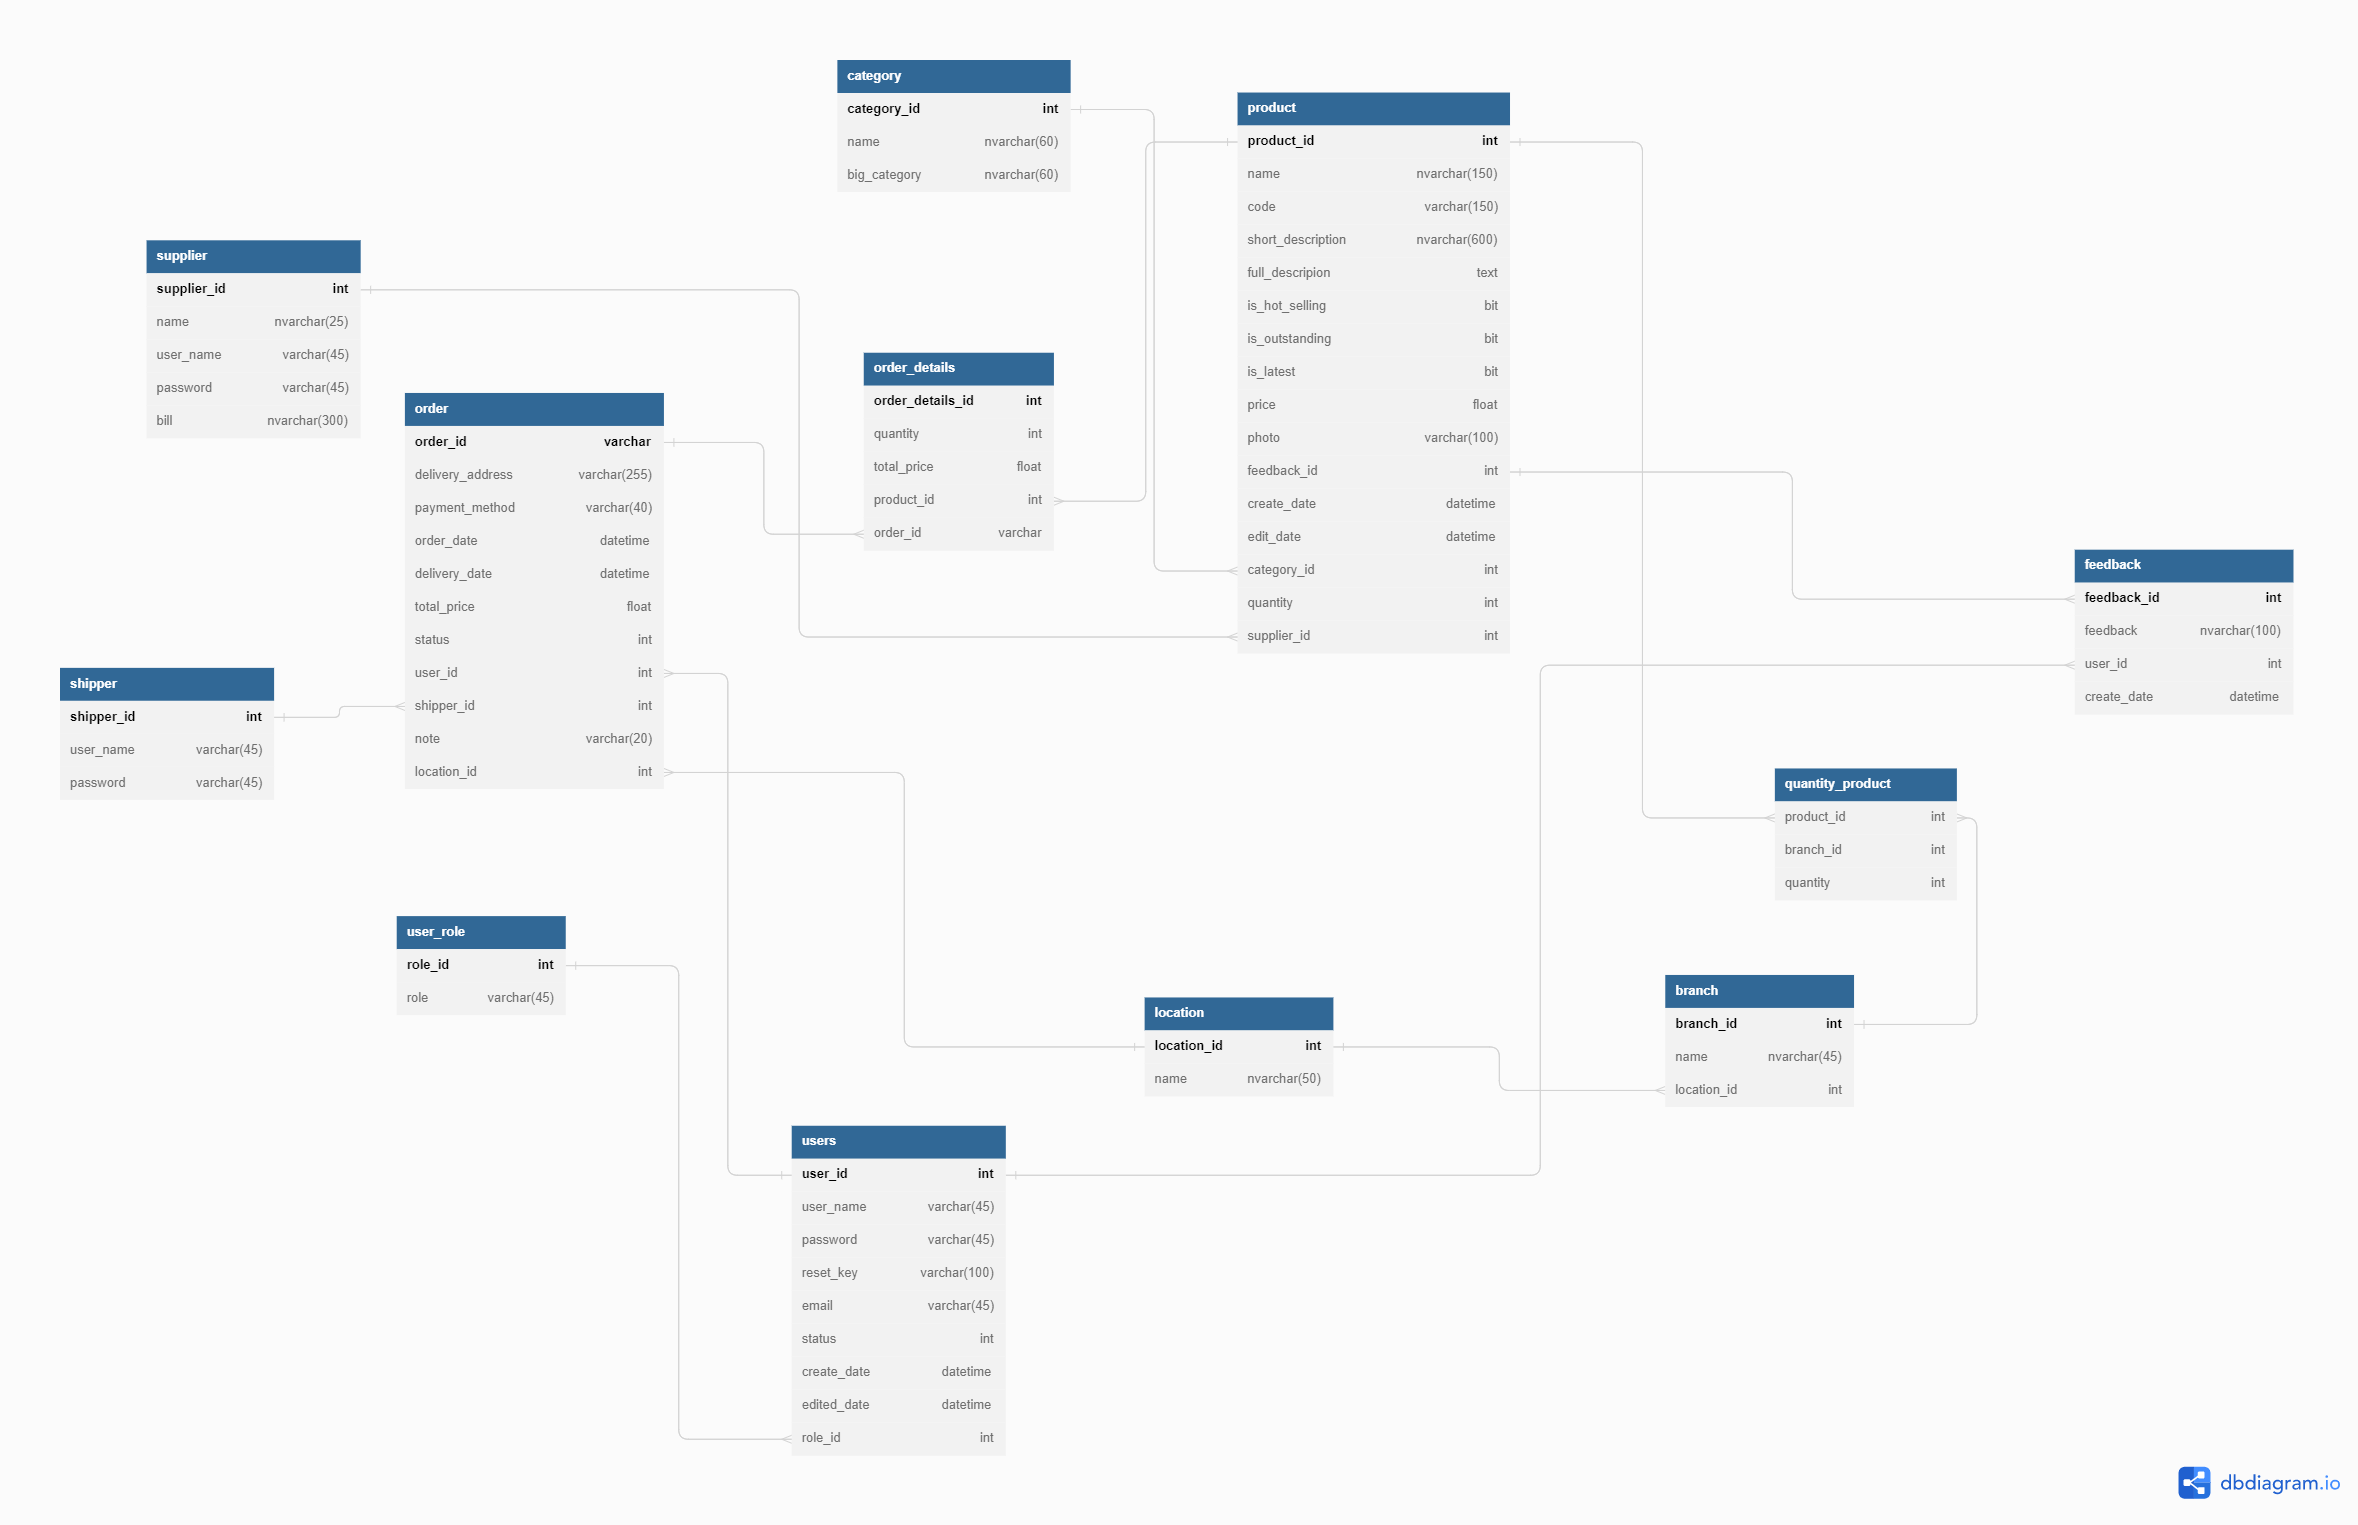 category
category_id int
name nvarchar(60)
big_category nvarchar(60)
product
product_id int
name nvarchar(150)
code varchar(150)
short_description nvarchar(600)
full_descripion text
is_hot_selling bit
is_outstanding bit
is_latest bit
price float
photo varchar(100)
feedback_id int
create_date datetime
edit_date datetime
category_id int
quantity int
supplier_id int
supplier
supplier_id int
name nvarchar(25)
user_name varchar(45)
password varchar(45)
bill nvarchar(300)
order_details
order_details_id int
quantity int
total_price float
product_id int
order_id varchar
order
order_id varchar
delivery_address varchar(255)
payment_method varchar(40)
order_date datetime
delivery_date datetime
total_price float
status int
user_id int
shipper_id int
note varchar(20)
location_id int
feedback
feedback_id int
feedback nvarchar(100)
user_id int
create_date datetime
shipper
shipper_id int
user_name varchar(45)
password varchar(45)
quantity_product
product_id int
branch_id int
quantity int
user_role
role_id int
role varchar(45)
branch
branch_id int
name nvarchar(45)
location_id int
location
location_id int
name nvarchar(50)
users
user_id int
user_name varchar(45)
password varchar(45)
reset_key varchar(100)
email varchar(45)
status int
create_date datetime
edited_date datetime
role_id int
dbdiagram.io